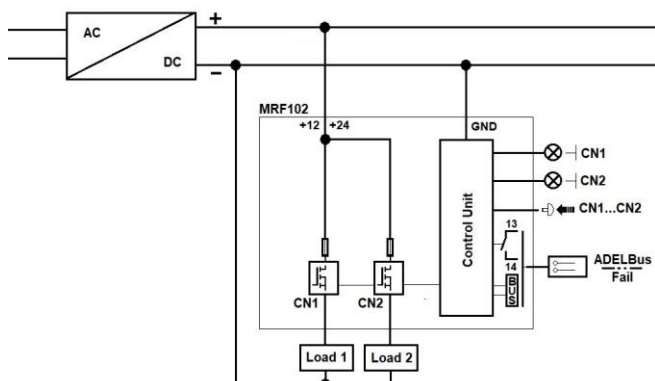 AC
DC
+
−
MRF102
+12 +24
GND
CN1
CN2
CN1...CN2
Control Unit
13
14
BUS
ADELBus
Fail
CN1
CN2
Load 1
Load 2